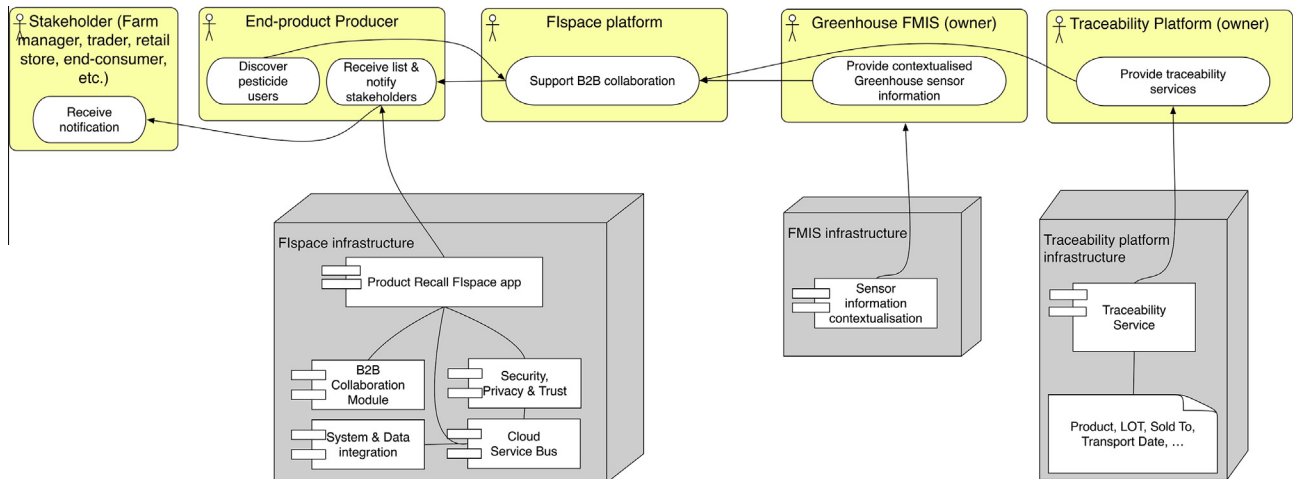 Stakeholder (Farm
manager, trader, retail
store, end-consumer,
etc.)
Receive
notification
End-product Producer
Discover
pesticide
users
Receive list &
notify
stakeholders
FIspace platform
Support B2B collaboration
Greenhouse FMIS (owner)
Provide contextualised
Greenhouse sensor
information
Traceability Platform (owner)
Provide traceability
services
FIspace infrastructure
Product Recall FIspace app
B2B
Collaboration
Module
Security,
Privacy & Trust
System & Data
integration
Cloud
Service Bus
FMIS infrastructure
Sensor
information
contextualisation
Traceability platform
infrastructure
Traceability
Service
Product, LOT, Sold To,
Transport Date, ...